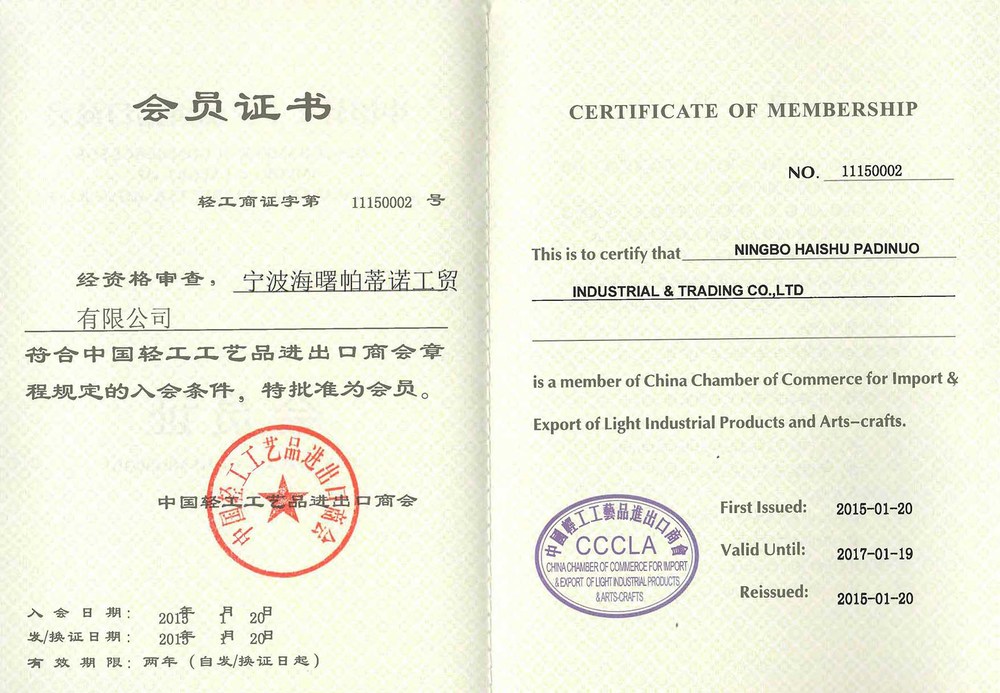 会员证书
轻工商证字第 11150002 号
经资格审查，宁波海曙帕蒂诺工贸
有限公司
符合中国轻工工艺品进出口商会章
程规定的入会条件，特批准为会员。
中国轻工工艺品进出口商会
中国轻工工艺品进出口商会
入会日期：2015年 1月 20日
发/换证日期：2015年 1月 20日
有效期限：两年（自发/换证日起）
CERTIFICATE OF MEMBERSHIP
NO. 11150002
This is to certify that NINGBO HAISHU PADINUO
INDUSTRIAL & TRADING CO.,LTD
is a member of China Chamber of Commerce for Import &
Export of Light Industrial Products and Arts-crafts.
中國輕工工藝品進出口商會
CCCLA
CHINA CHAMBER OF COMMERCE FOR IMPORT
& EXPORT OF LIGHT INDUSTRIAL PRODUCTS
& ARTS-CRAFTS
First Issued: 2015-01-20
Valid Until: 2017-01-19
Reissued: 2015-01-20